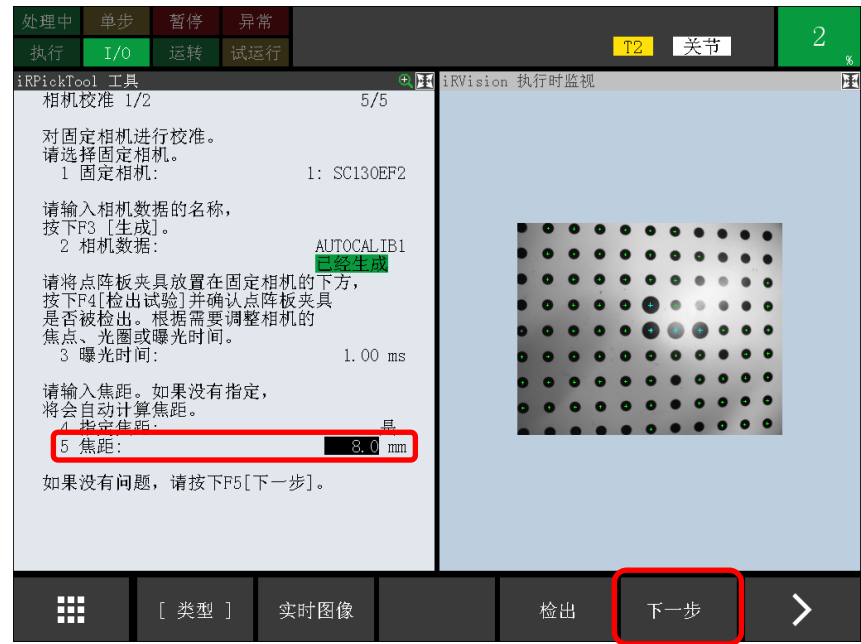 处理中 单步 暂停 异常
执行 I/O 运转 试运行
T2 关节
2 %
iRPickTool 工具
相机校准 1/2 5/5
对固定相机进行校准。
请选择固定相机。
1 固定相机: 1: SC130EF2
请输入相机数据的名称,
按下F3 [生成]。
2 相机数据: AUTOCALIB1
已经生成
请将点阵板夹具放置在固定相机的下方,
按下F4[检出试验]并确认点阵板夹具
是否被检出。根据需要调整相机的
焦点、光圈或曝光时间。
3 曝光时间: 1.00 ms
请输入焦距。如果没有指定,
将会自动计算焦距。
4 指定焦距: 是
5 焦距: 8.0 mm
如果没有问题, 请按下F5[下一步]。
iRVision 执行时监视
[ 类型 ] 实时图像 检出 下一步